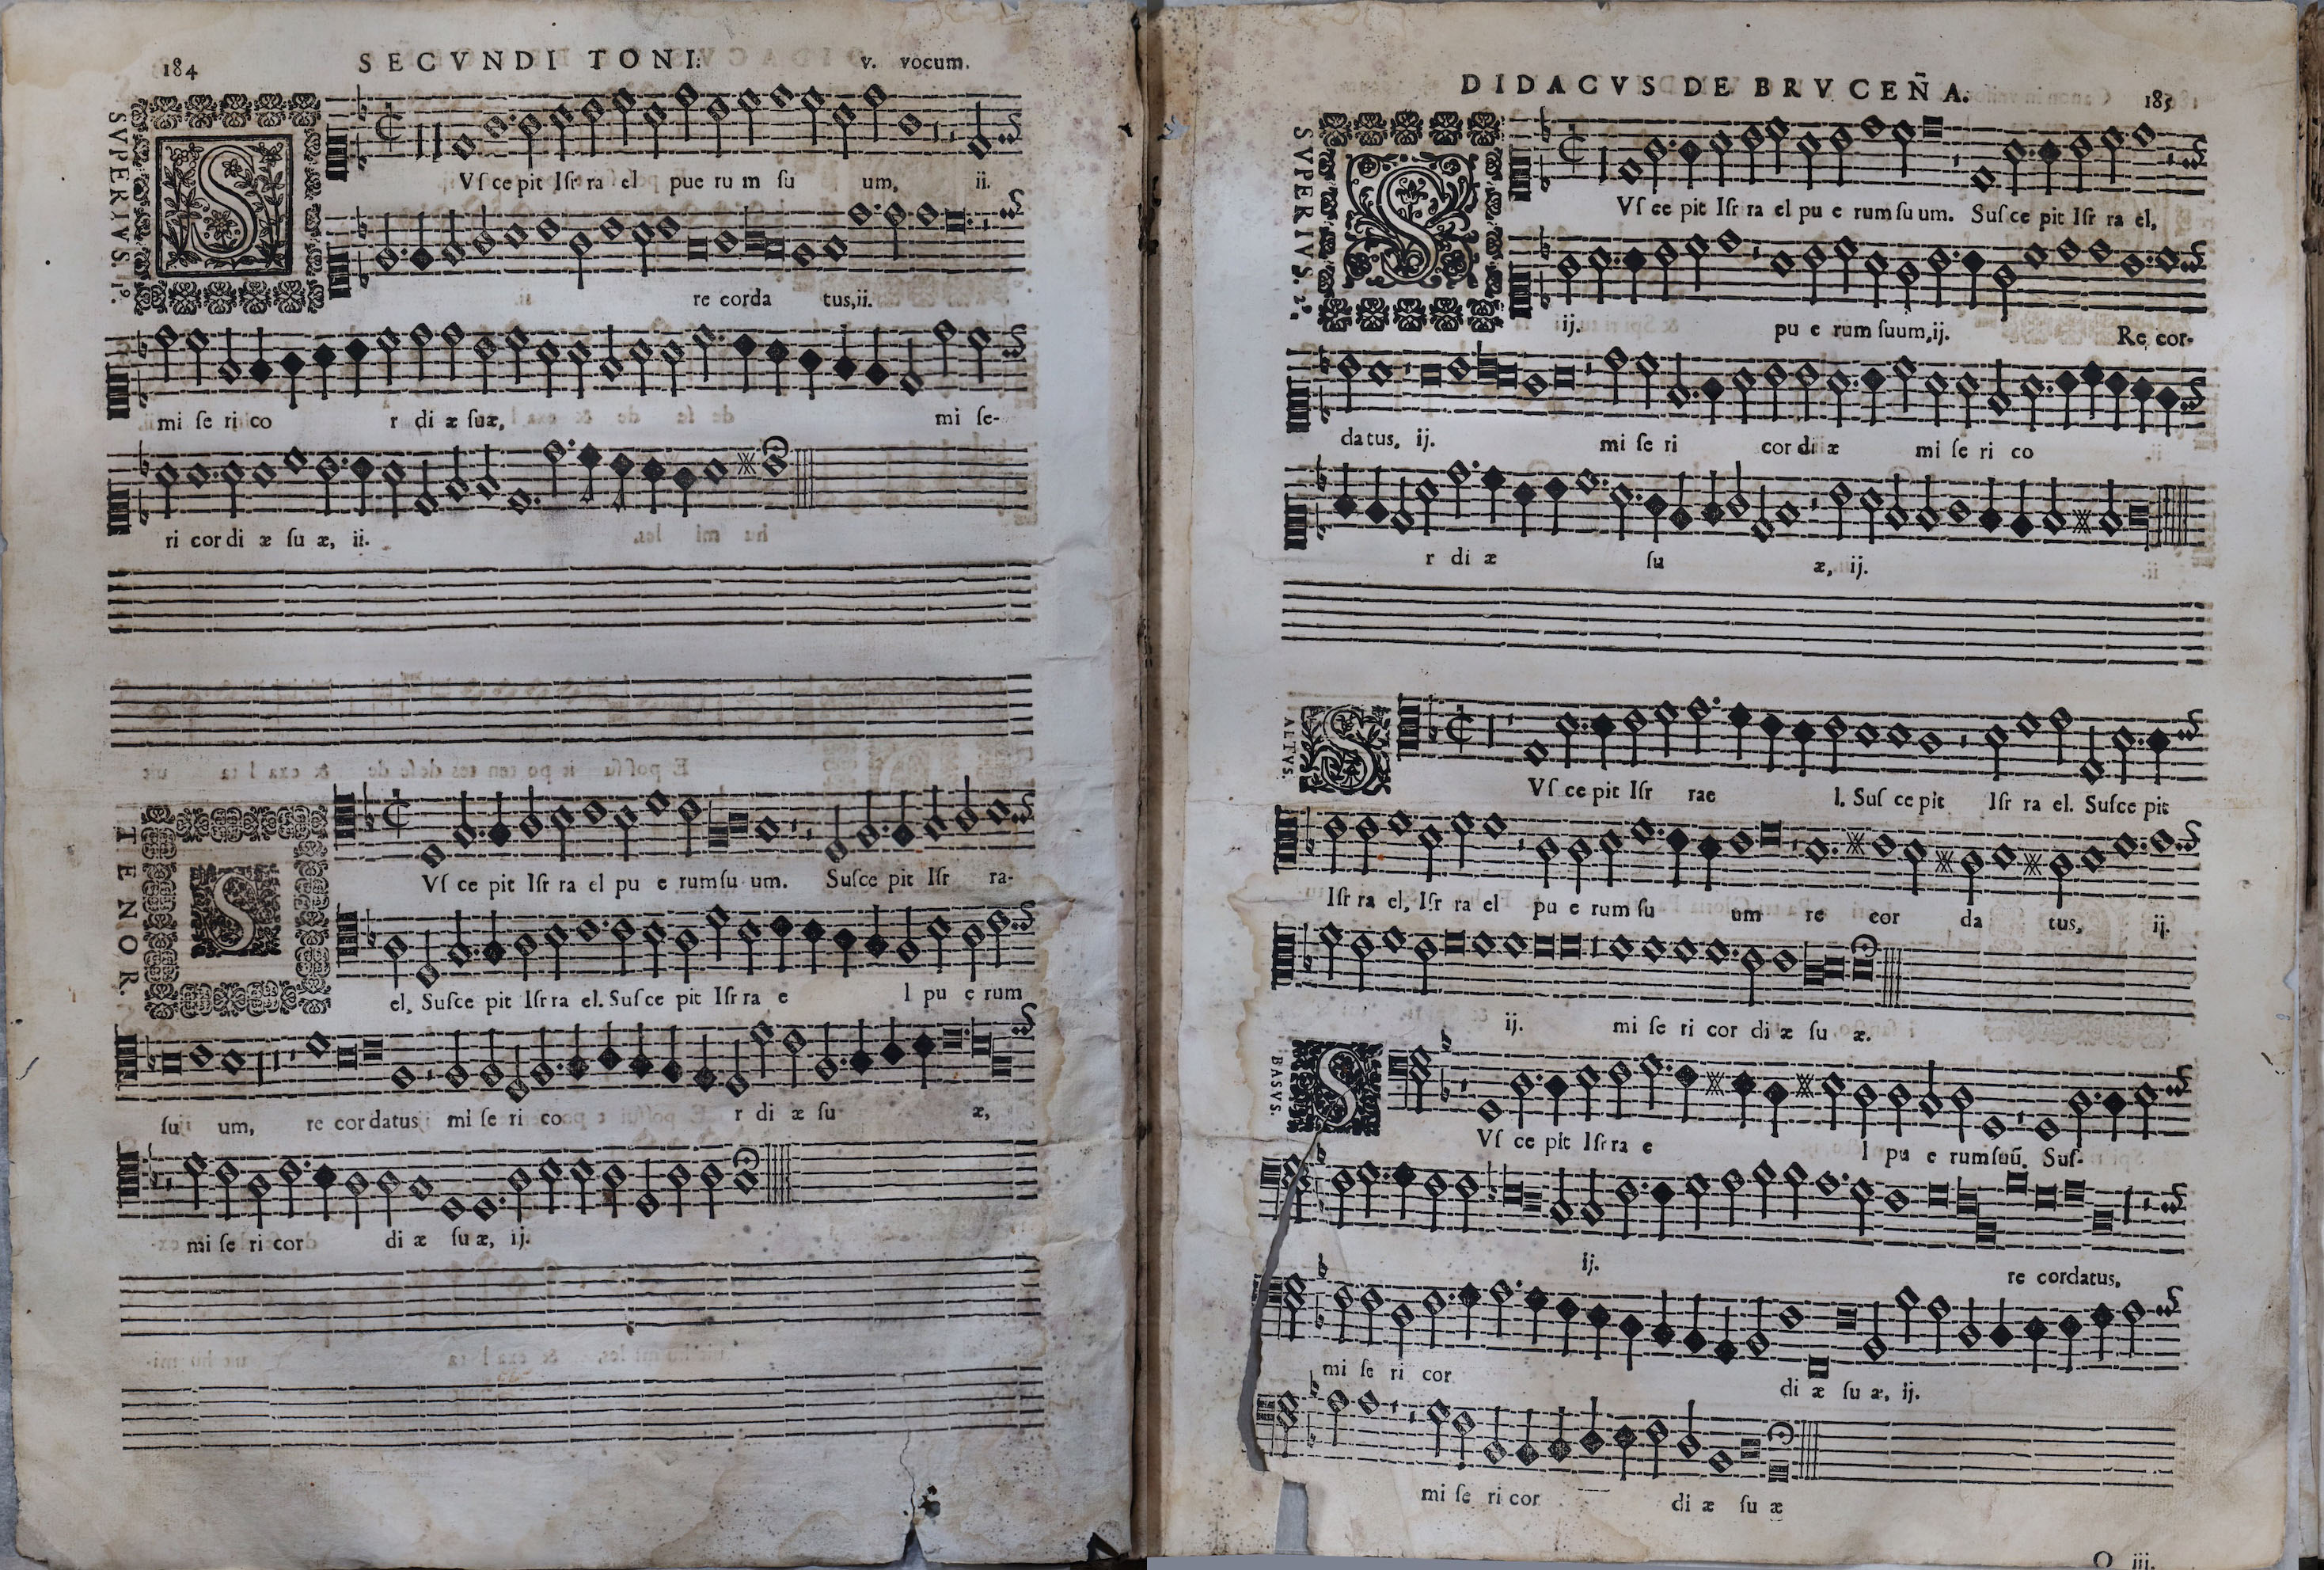 184
SECVNDI TONI:
v. vocum.
SVPERIVS. 1º.
S
Vſ ce pit Iſr ra el pue ru m ſu um, ii.
re corda tus, ii.
mi ſe ri co r di æ ſuæ, mi ſe-
ri cor di æ ſu æ, ii.
TENOR.
S
Vſ ce pit Iſr ra el pu e rum ſu um. Suſce pit Iſr ra-
el, Suſce pit Iſr ra el. Suſ ce pit Iſr ra e l pu e rum
ſu um, re cor datus mi ſe ri co r di æ ſu æ,
mi ſe ri cor di æ ſu æ, ij.
DIDACVS DE BRVCEÑA.
185
SVPERIVS. 2º.
S
Vſ ce pit Iſr ra el pu e rum ſu um. Suſ ce pit Iſr ra el,
ij. pu e rum ſuum, ij. Re cor-
da tus, ij. mi ſe ri cor di æ mi ſe ri co
r di æ ſu æ, ij.
ALTVS.
S
Vſ ce pit Iſr rae l. Suſ ce pit Iſr ra el. Suſce pit
Iſr ra el, Iſr ra el pu e rum ſu um re cor da tus, ij.
ij. mi ſe ri cor di æ ſu æ.
BASVS.
S
Vſ ce pit Iſr ra e l pu e rum ſuũ. Suſ-
ij. re cordatus,
mi ſe ri cor di æ ſu æ, ij.
mi ſe ri cor di æ ſu æ
O iij.